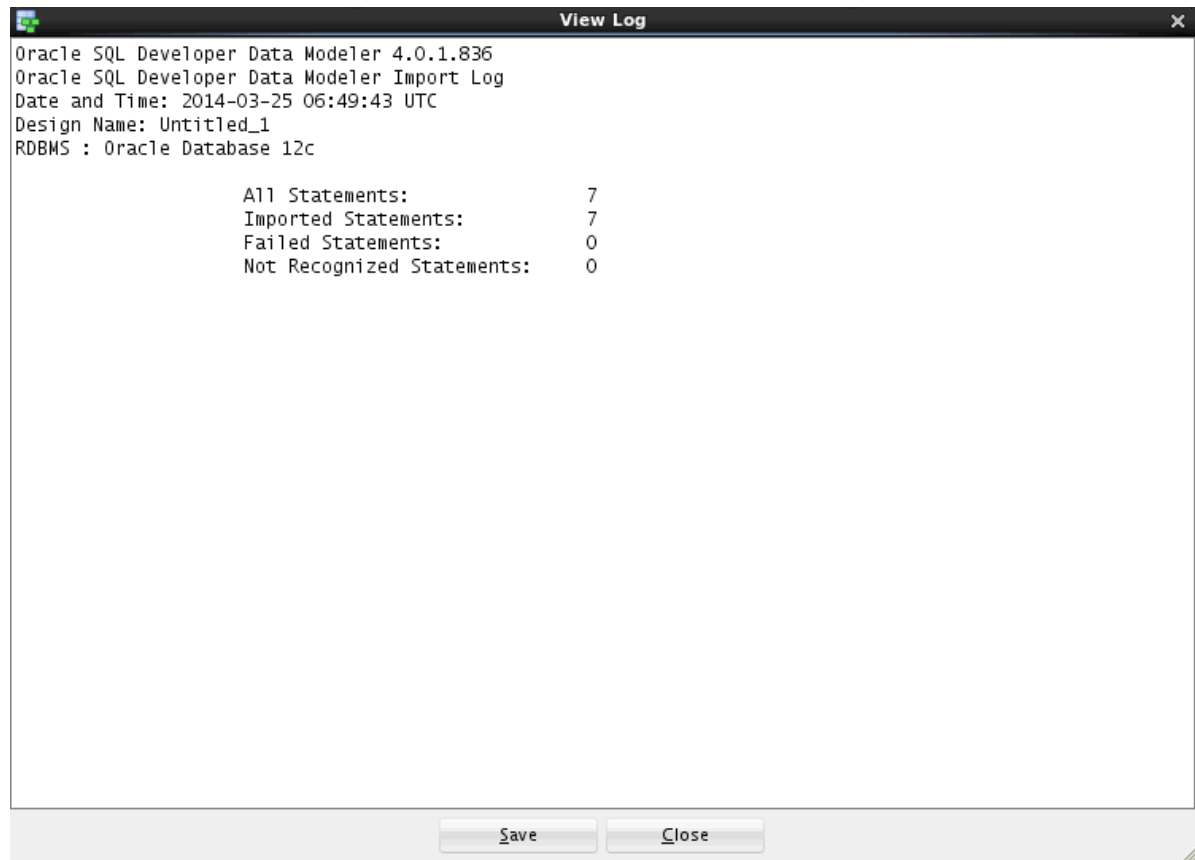 View Log
Oracle SQL Developer Data Modeler 4.0.1.836
Oracle SQL Developer Data Modeler Import Log
Date and Time: 2014-03-25 06:49:43 UTC
Design Name: Untitled_1
RDBMS : Oracle Database 12c
All Statements: 7
Imported Statements: 7
Failed Statements: 0
Not Recognized Statements: 0
Save Close